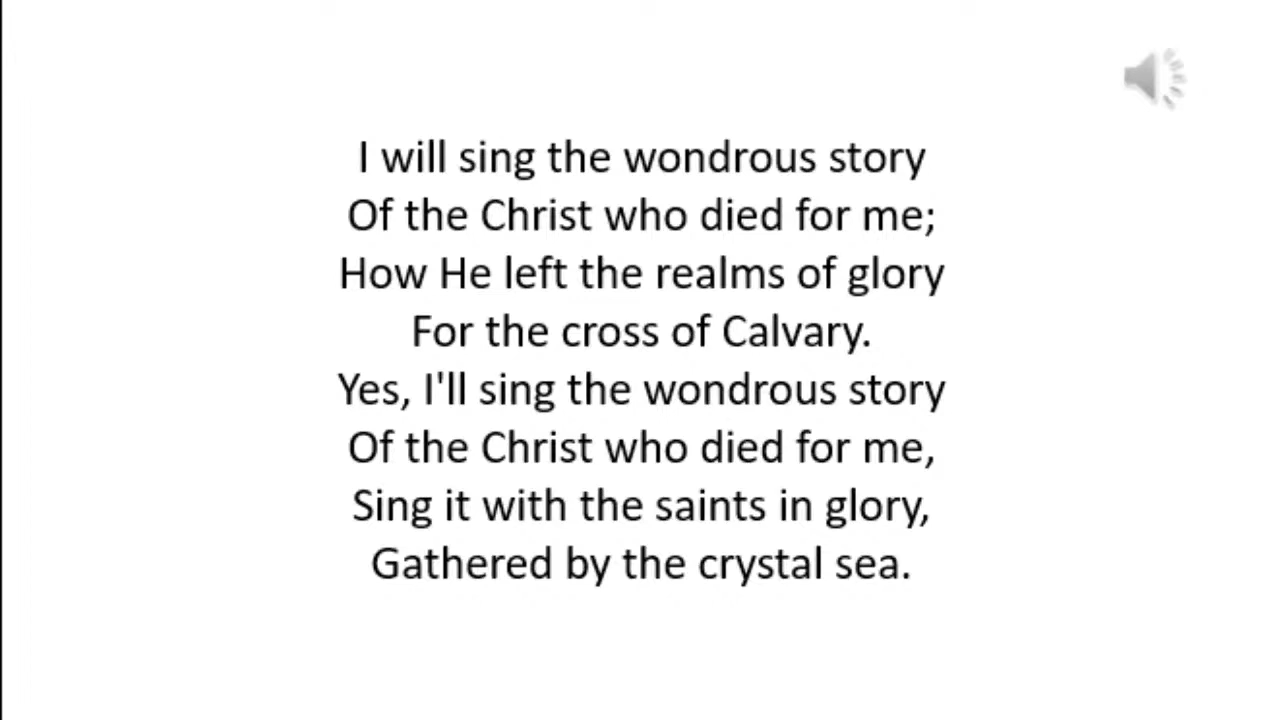 I will sing the wondrous story
Of the Christ who died for me;
How He left the realms of glory
For the cross of Calvary.
Yes, I'll sing the wondrous story
Of the Christ who died for me,
Sing it with the saints in glory,
Gathered by the crystal sea.